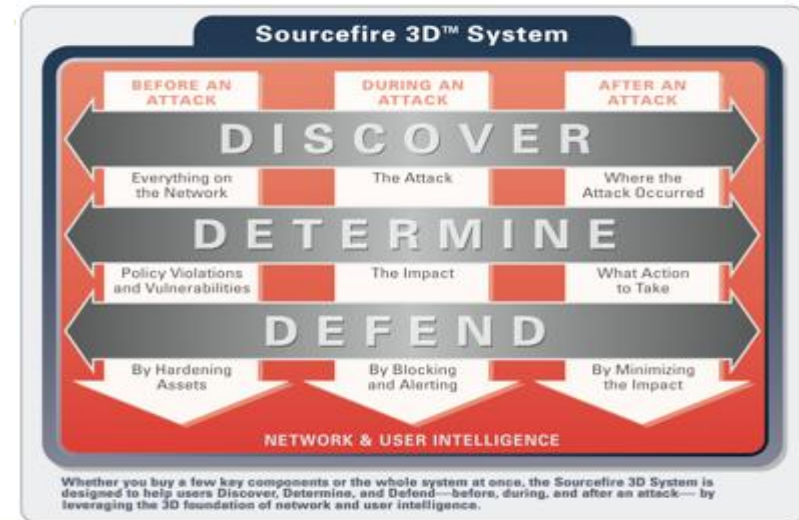 Sourcefire 3D™ System
BEFORE AN
ATTACK
DURING AN
ATTACK
AFTER AN
ATTACK
DISCOVER
Everything on
the Network
The Attack
Where the
Attack Occurred
DETERMINE
Policy Violations
and Vulnerabilities
The Impact
What Action
to Take
DEFEND
By Hardening
Assets
By Blocking
and Alerting
By Minimizing
the Impact
NETWORK & USER INTELLIGENCE
Whether you buy a few key components or the whole system at once, the Sourcefire 3D System is
designed to help users Discover, Determine, and Defend—before, during, and after an attack— by
leveraging the 3D foundation of network and user intelligence.